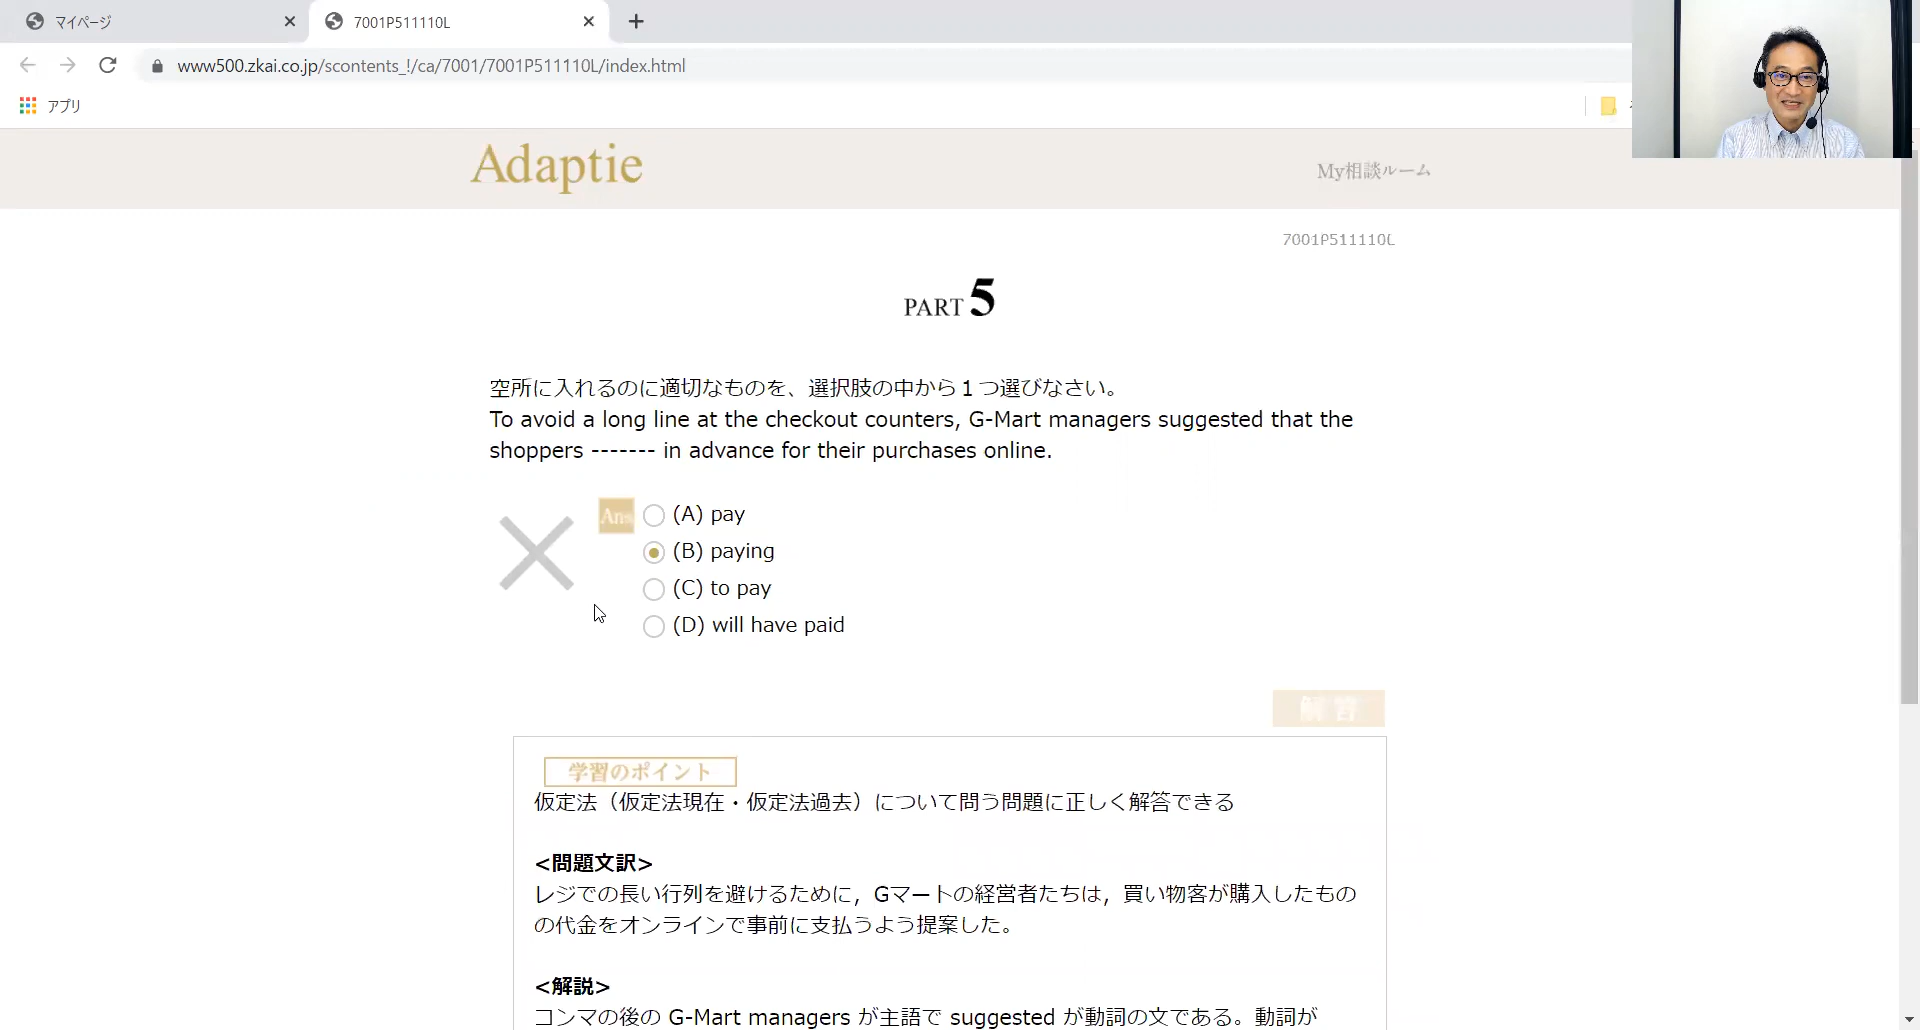 マイページ
7001P511110L
www500.zkai.co.jp/scontents_!/ca/7001/7001P511110L/index.html
アプリ
Adaptie
My相談ルーム
7001P511110L
PART 5
空所に入れるのに適切なものを、選択肢の中から１つ選びなさい。
To avoid a long line at the checkout counters, G-Mart managers suggested that the
shoppers ------- in advance for their purchases online.
Ans
(A) pay
(B) paying
(C) to pay
(D) will have paid
解答
学習のポイント
仮定法（仮定法現在・仮定法過去）について問う問題に正しく解答できる
<問題文訳>
レジでの長い行列を避けるために，Gマートの経営者たちは，買い物客が購入したもの
の代金をオンラインで事前に支払うよう提案した。
<解説>
コンマの後の G-Mart managers が主語で suggested が動詞の文である。動詞が